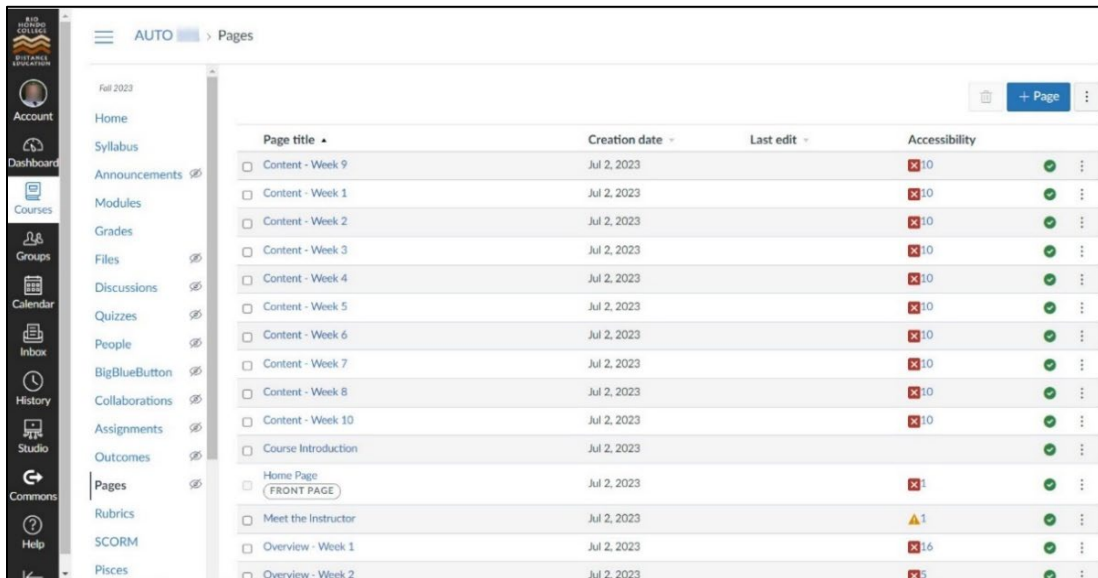 RIO
HONDO
COLLEGE
DISTANCE
EDUCATION
Account
Dashboard
Courses
Groups
Calendar
Inbox
History
Studio
Commons
Help
AUTO > Pages
Fall 2023
Home
Syllabus
Announcements
Modules
Grades
Files
Discussions
Quizzes
People
BigBlueButton
Collaborations
Assignments
Outcomes
Pages
Rubrics
SCORM
Pisces
+ Page
Page title Creation date Last edit Accessibility
Content - Week 9 Jul 2, 2023 10
Content - Week 1 Jul 2, 2023 10
Content - Week 2 Jul 2, 2023 10
Content - Week 3 Jul 2, 2023 10
Content - Week 4 Jul 2, 2023 10
Content - Week 5 Jul 2, 2023 10
Content - Week 6 Jul 2, 2023 10
Content - Week 7 Jul 2, 2023 10
Content - Week 8 Jul 2, 2023 10
Content - Week 10 Jul 2, 2023 10
Course Introduction Jul 2, 2023
Home Page
FRONT PAGE Jul 2, 2023 1
Meet the Instructor Jul 2, 2023 1
Overview - Week 1 Jul 2, 2023 16
Overview - Week 2 Jul 2, 2023 5